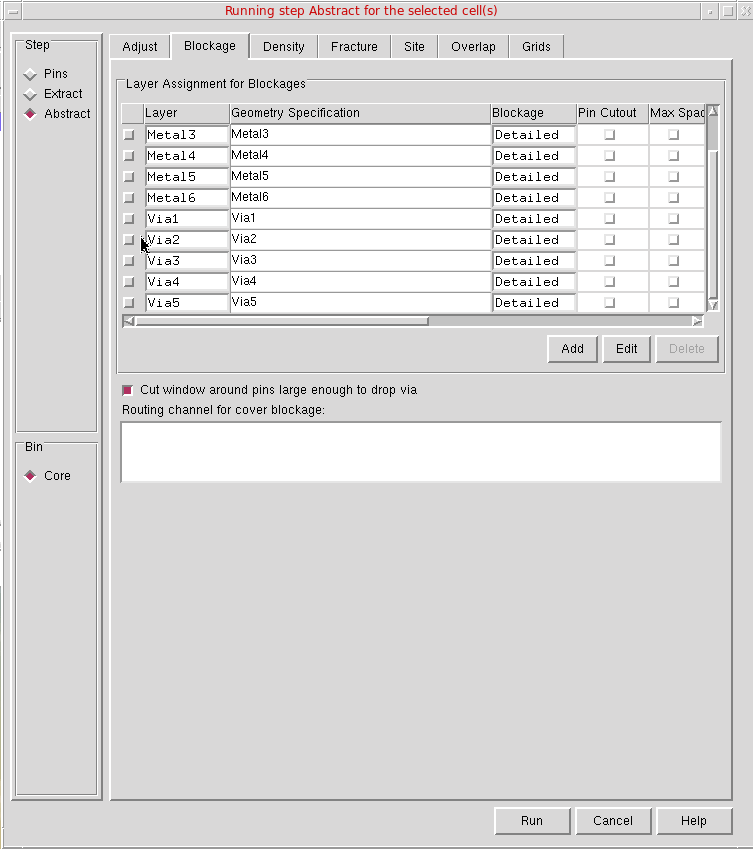 Running step Abstract for the selected cell(s)
Step
Pins
Extract
Abstract
Bin
Core
Adjust Blockage Density Fracture Site Overlap Grids
Layer Assignment for Blockages
Layer Geometry Specification Blockage Pin Cutout Max Spac
Metal3 Metal3 Detailed
Metal4 Metal4 Detailed
Metal5 Metal5 Detailed
Metal6 Metal6 Detailed
Via1 Via1 Detailed
Via2 Via2 Detailed
Via3 Via3 Detailed
Via4 Via4 Detailed
Via5 Via5 Detailed
Add Edit Delete
Cut window around pins large enough to drop via
Routing channel for cover blockage:
Run Cancel Help